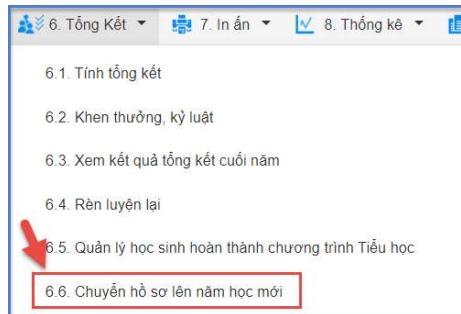 6. Tổng Kết 7. In ấn 8. Thống kê
6.1. Tính tổng kết
6.2. Khen thưởng, kỷ luật
6.3. Xem kết quả tổng kết cuối năm
6.4. Rèn luyện lại
6.5. Quản lý học sinh hoàn thành chương trình Tiểu học
6.6. Chuyển hồ sơ lên năm học mới